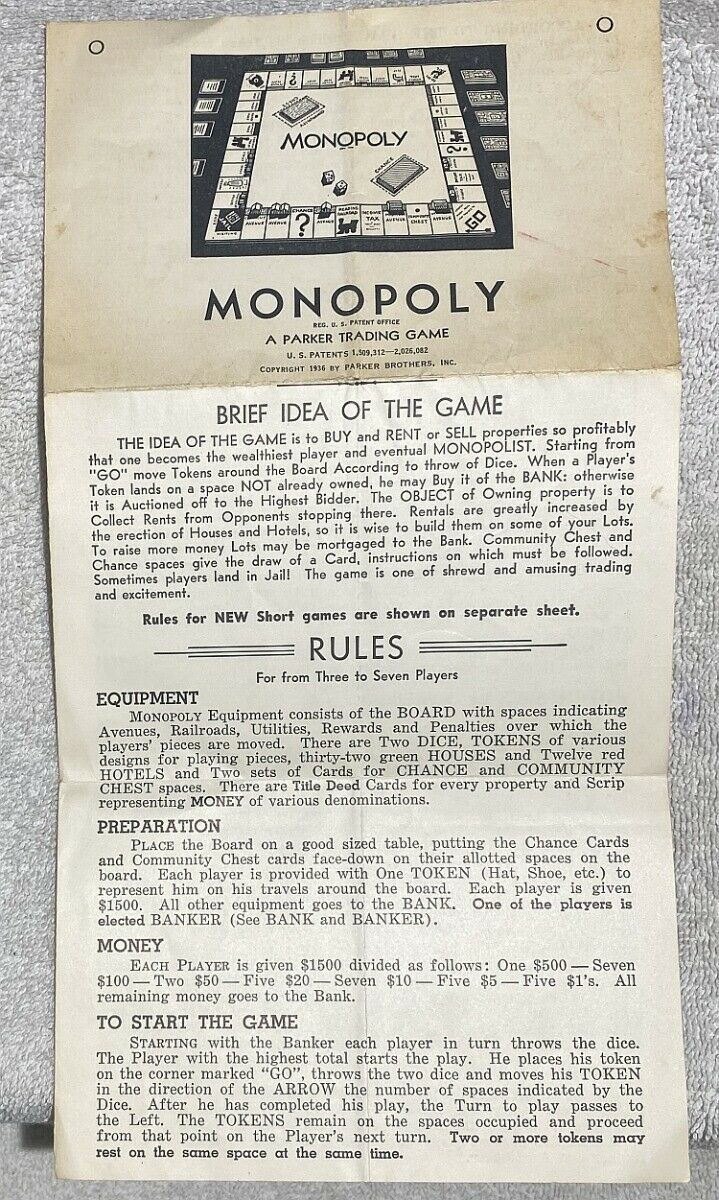 MONOPOLY
CHANCE
CHANCE
?
READING
RAILROAD
INCOME
TAX
COMMUNITY
CHEST
AVENUE
AVENUE
AVENUE
AVENUE
AVENUE
GO
MONOPOLY
REG. U. S. PATENT OFFICE
A PARKER TRADING GAME
U. S. PATENTS 1,509,312—2,026,082
COPYRIGHT 1936 BY PARKER BROTHERS, INC.
BRIEF IDEA OF THE GAME
THE IDEA OF THE GAME is to BUY and RENT or SELL properties so profitably
that one becomes the wealthiest player and eventual MONOPOLIST. Starting from
"GO" move Tokens around the Board According to throw of Dice. When a Player's
Token lands on a space NOT already owned, he may Buy it of the BANK: otherwise
it is Auctioned off to the Highest Bidder. The OBJECT of Owning property is to
Collect Rents from Opponents stopping there. Rentals are greatly increased by
the erection of Houses and Hotels, so it is wise to build them on some of your Lots.
To raise more money Lots may be mortgaged to the Bank. Community Chest and
Chance spaces give the draw of a Card, instructions on which must be followed.
Sometimes players land in Jail! The game is one of shrewd and amusing trading
and excitement.
Rules for NEW Short games are shown on separate sheet.
RULES
For from Three to Seven Players
EQUIPMENT
MONOPOLY Equipment consists of the BOARD with spaces indicating
Avenues, Railroads, Utilities, Rewards and Penalties over which the
players' pieces are moved. There are Two DICE, TOKENS of various
designs for playing pieces, thirty-two green HOUSES and Twelve red
HOTELS and Two sets of Cards for CHANCE and COMMUNITY
CHEST spaces. There are Title Deed Cards for every property and Scrip
representing MONEY of various denominations.
PREPARATION
PLACE the Board on a good sized table, putting the Chance Cards
and Community Chest cards face-down on their allotted spaces on the
board. Each player is provided with One TOKEN (Hat, Shoe, etc.) to
represent him on his travels around the board. Each player is given
$1500. All other equipment goes to the BANK. One of the players is
elected BANKER (See BANK and BANKER).
MONEY
EACH PLAYER is given $1500 divided as follows: One $500 — Seven
$100 — Two $50 — Five $20 — Seven $10 — Five $5 — Five $1's. All
remaining money goes to the Bank.
TO START THE GAME
STARTING with the Banker each player in turn throws the dice.
The Player with the highest total starts the play. He places his token
on the corner marked "GO", throws the two dice and moves his TOKEN
in the direction of the ARROW the number of spaces indicated by the
Dice. After he has completed his play, the Turn to play passes to
the Left. The TOKENS remain on the spaces occupied and proceed
from that point on the Player's next turn. Two or more tokens may
rest on the same space at the same time.